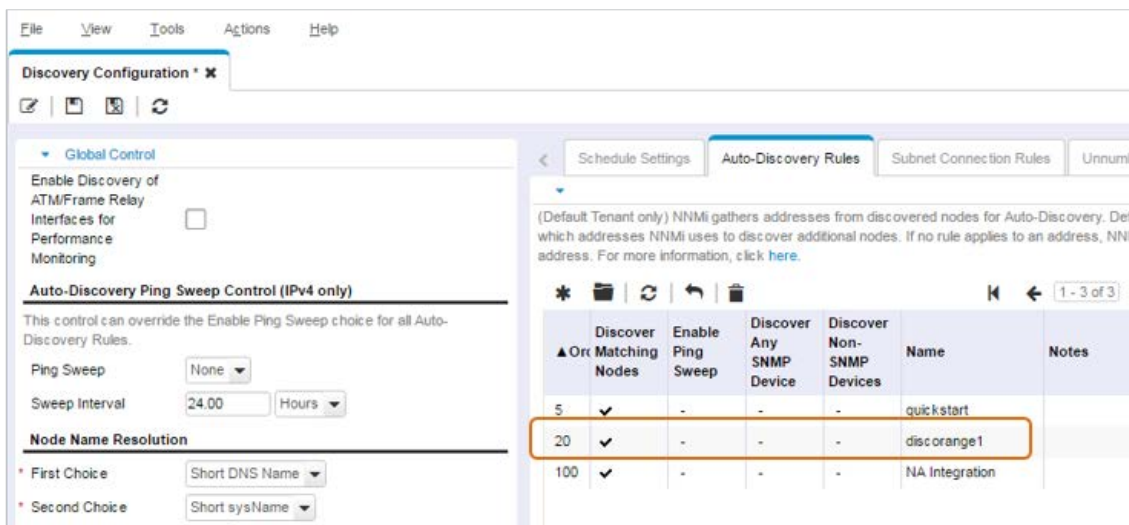 File View Tools Actions Help
Discovery Configuration *
Global Control
Enable Discovery of
ATM/Frame Relay
Interfaces for
Performance
Monitoring
Auto-Discovery Ping Sweep Control (IPv4 only)
This control can override the Enable Ping Sweep choice for all Auto-
Discovery Rules.
Ping Sweep None
Sweep Interval 24.00 Hours
Node Name Resolution
* First Choice Short DNS Name
* Second Choice Short sysName
Schedule Settings Auto-Discovery Rules Subnet Connection Rules
(Default Tenant only) NNMi gathers addresses from discovered nodes for Auto-Discovery.
which addresses NNMi uses to discover additional nodes. If no rule applies to an address,
address. For more information, click here.
1 - 3 of 3
Discover Matching Nodes
Enable Ping Sweep
Discover Any SNMP Device
Discover Non-SNMP Devices
Name
Notes
5 - - - quickstart
20 - - - discorange1
100 - - - NA Integration